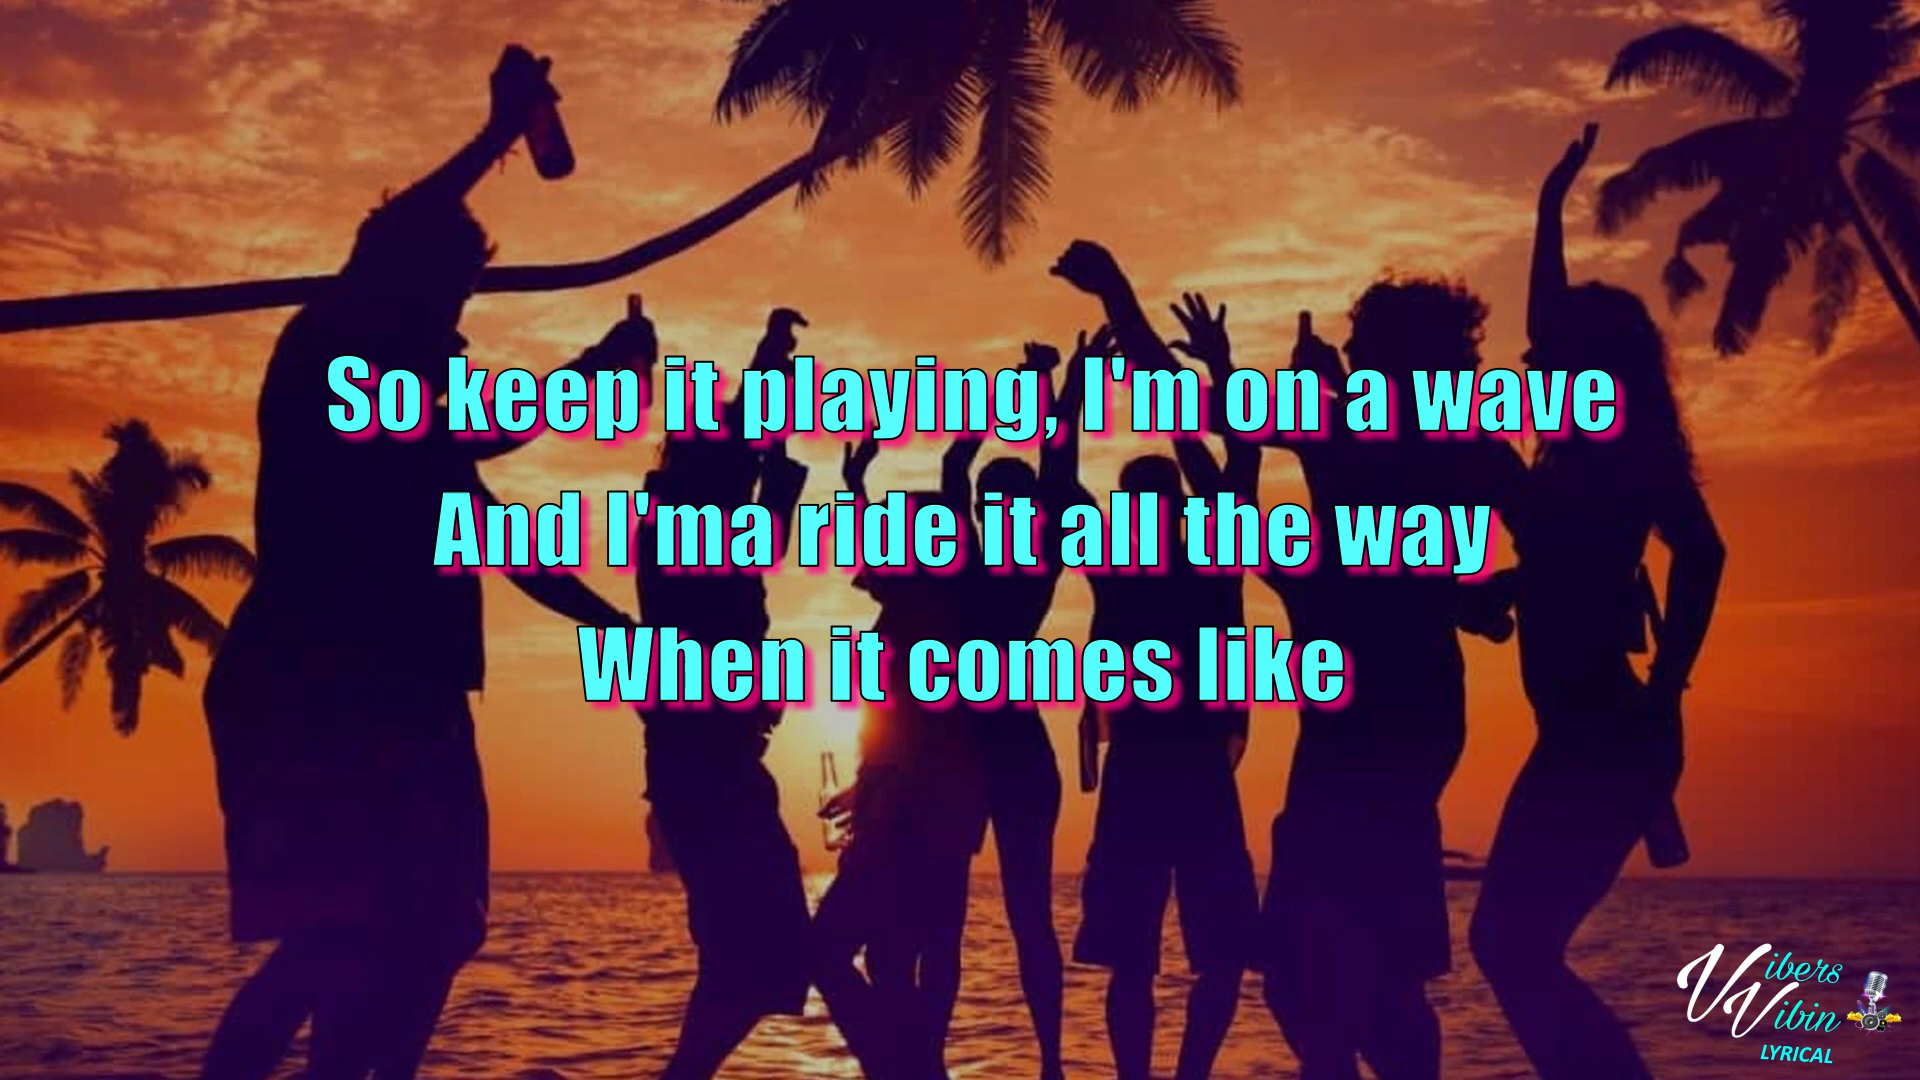 So keep it playing, I'm on a wave
And I'ma ride it all the way
When it comes like
Vibers
Vibin
LYRICAL